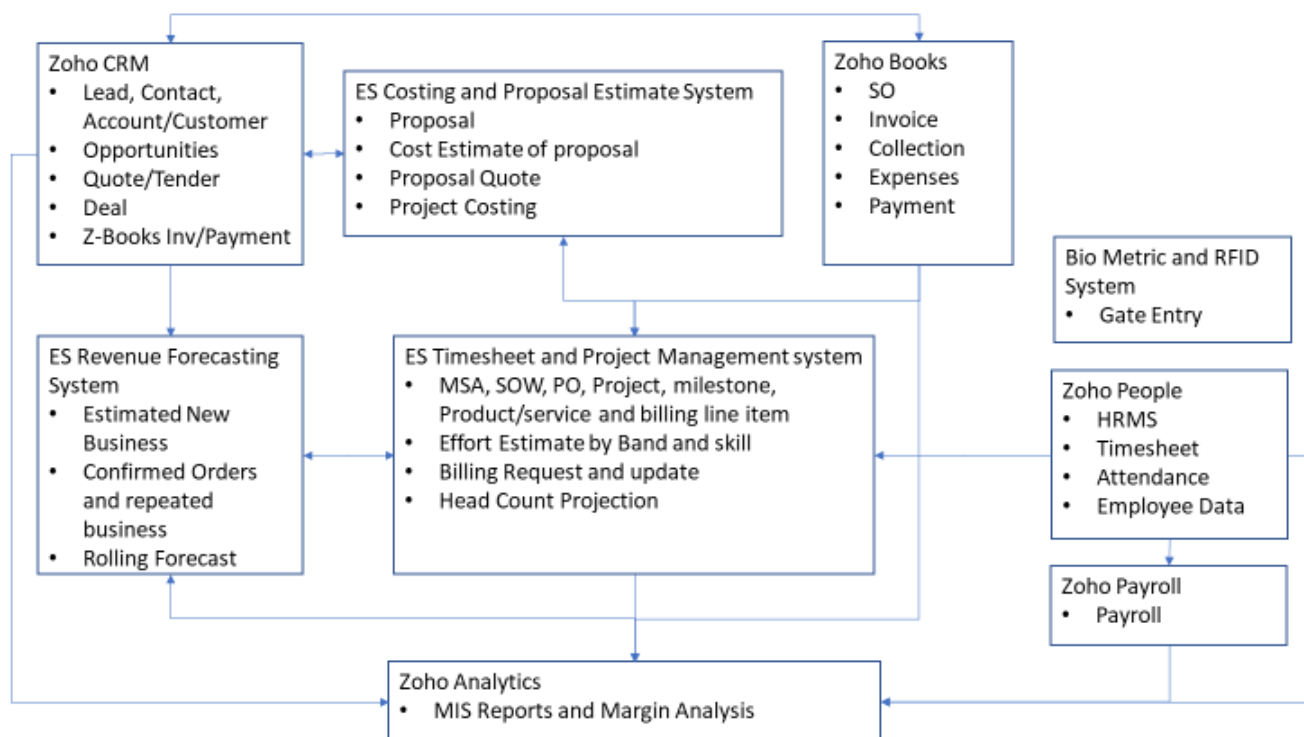 Zoho CRM
• Lead, Contact,
Account/Customer
• Opportunities
• Quote/Tender
• Deal
• Z-Books Inv/Payment
ES Costing and Proposal Estimate System
• Proposal
• Cost Estimate of proposal
• Proposal Quote
• Project Costing
Zoho Books
• SO
• Invoice
• Collection
• Expenses
• Payment
Bio Metric and RFID
System
• Gate Entry
ES Revenue Forecasting
System
• Estimated New
Business
• Confirmed Orders
and repeated
business
• Rolling Forecast
ES Timesheet and Project Management system
• MSA, SOW, PO, Project, milestone,
Product/service and billing line item
• Effort Estimate by Band and skill
• Billing Request and update
• Head Count Projection
Zoho People
• HRMS
• Timesheet
• Attendance
• Employee Data
Zoho Payroll
• Payroll
Zoho Analytics
• MIS Reports and Margin Analysis